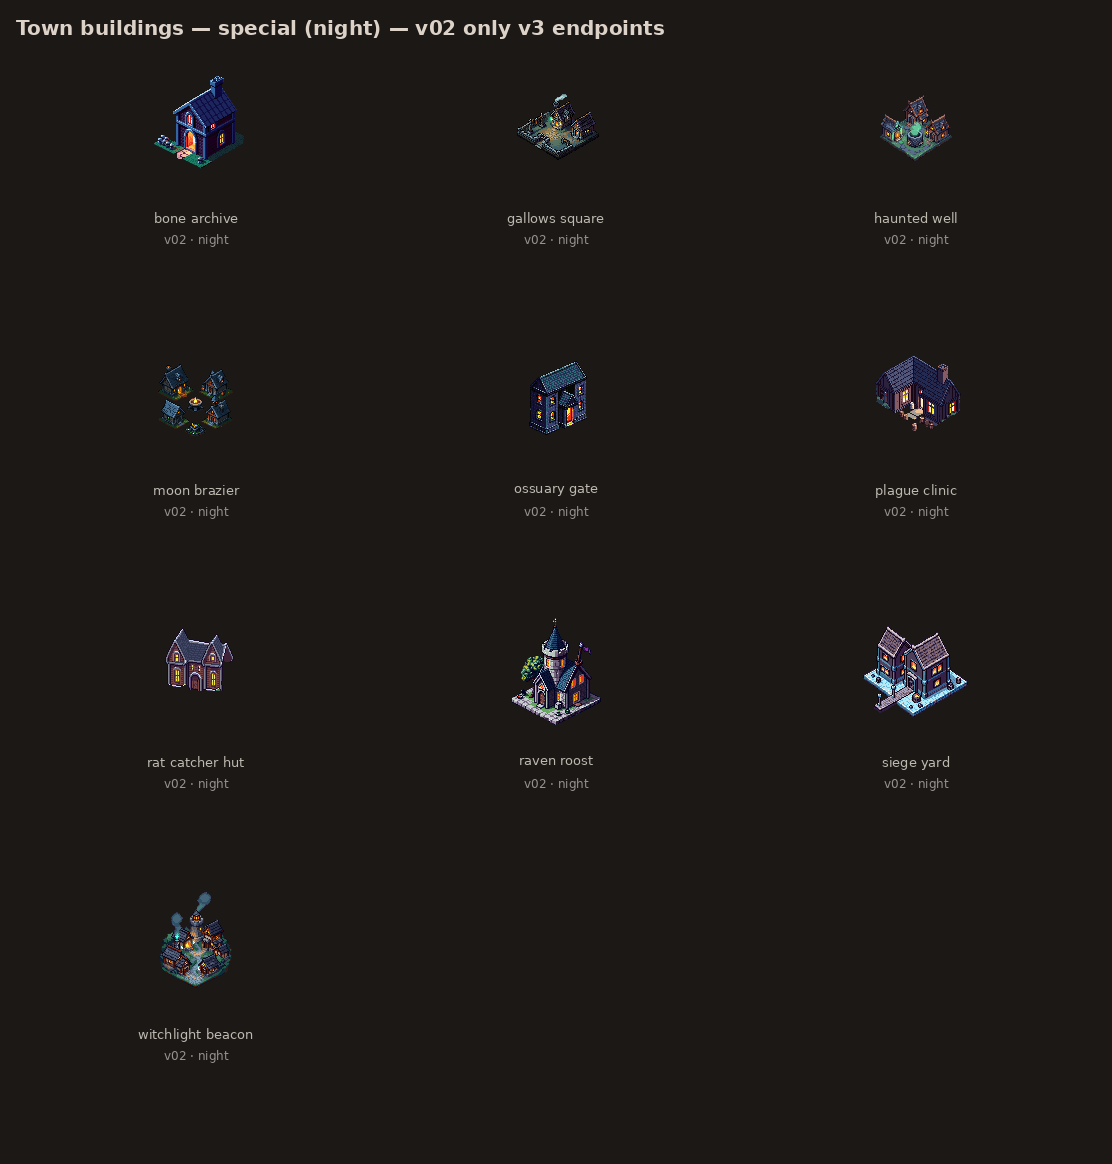 Town buildings — special (night) — v02 only v3 endpoints
bone archive
v02 · night
gallows square
v02 · night
haunted well
v02 · night
moon brazier
v02 · night
ossuary gate
v02 · night
plague clinic
v02 · night
rat catcher hut
v02 · night
raven roost
v02 · night
siege yard
v02 · night
witchlight beacon
v02 · night